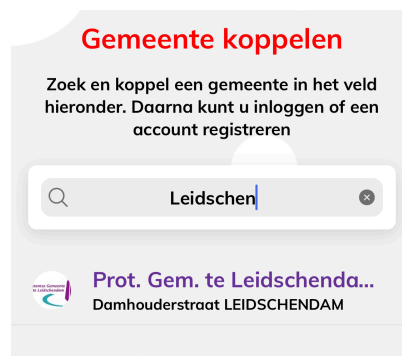 Gemeente koppelen
Zoek en koppel een gemeente in het veld
hieronder. Daarna kunt u inloggen of een
account registreren
Leidschen
Prot. Gem. te Leidschenda...
Damhouderstraat LEIDSCHENDAM